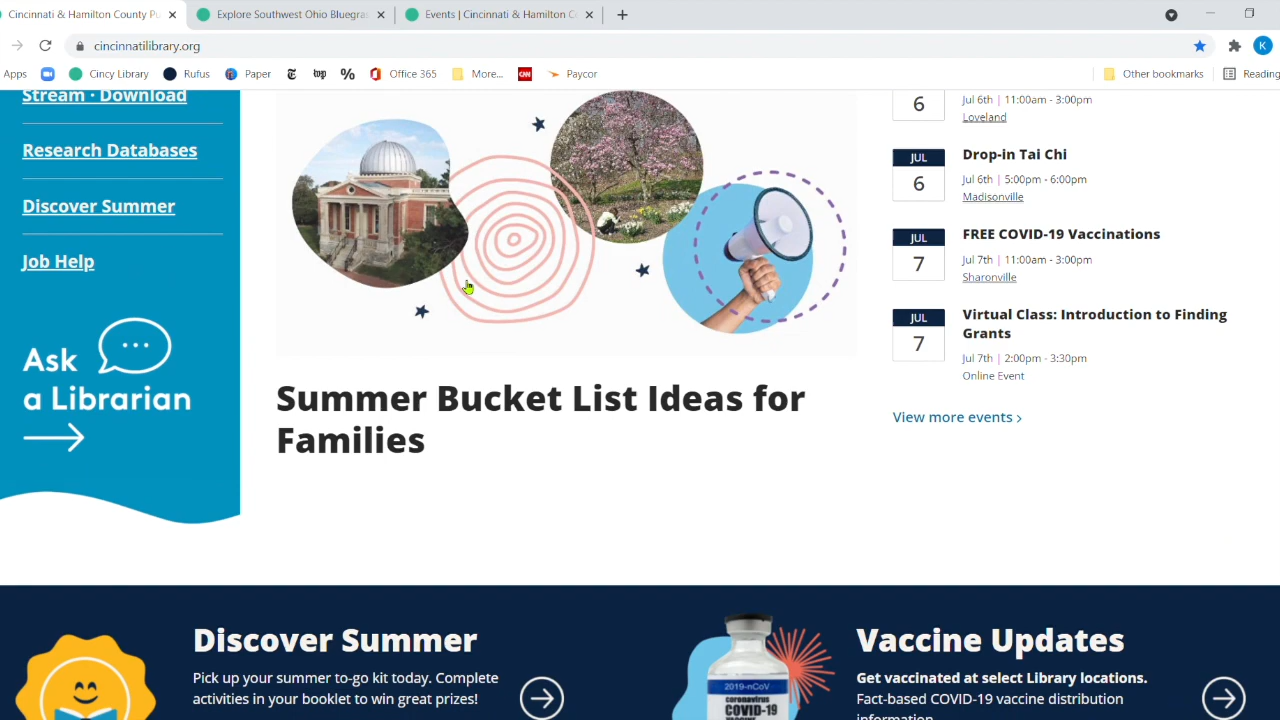 Cincinnati & Hamilton County Pu
Explore Southwest Ohio Bluegras
Events | Cincinnati & Hamilton C
cincinnatilibrary.org
K
Apps
Cincy Library
Rufus
Paper
Office 365
More...
CNN
Paycor
Other bookmarks
Reading
Stream · Download
Research Databases
Discover Summer
Job Help
Ask
a Librarian
6
Jul 6th | 11:00am - 3:00pm
Loveland
JUL
6
Drop-in Tai Chi
Jul 6th | 5:00pm - 6:00pm
Madisonville
JUL
7
FREE COVID-19 Vaccinations
Jul 7th | 11:00am - 3:00pm
Sharonville
JUL
7
Virtual Class: Introduction to Finding
Grants
Jul 7th | 2:00pm - 3:30pm
Online Event
View more events ›
Summer Bucket List Ideas for
Families
Discover Summer
Pick up your summer to-go kit today. Complete
activities in your booklet to win great prizes!
2019-nCoV
coronavirus
COVID-19
VACCINE
Vaccine Updates
Get vaccinated at select Library locations.
Fact-based COVID-19 vaccine distribution
information